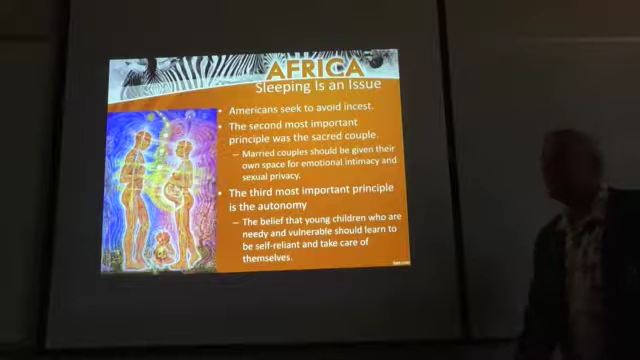 AFRICA
Sleeping Is an Issue
• Americans seek to avoid incest.
• The second most important
principle was the sacred couple.
– Married couples should be given their
own space for emotional intimacy and
sexual privacy.
• The third most important principle
is the autonomy
– The belief that young children who are
needy and vulnerable should learn to
be self-reliant and take care of
themselves.